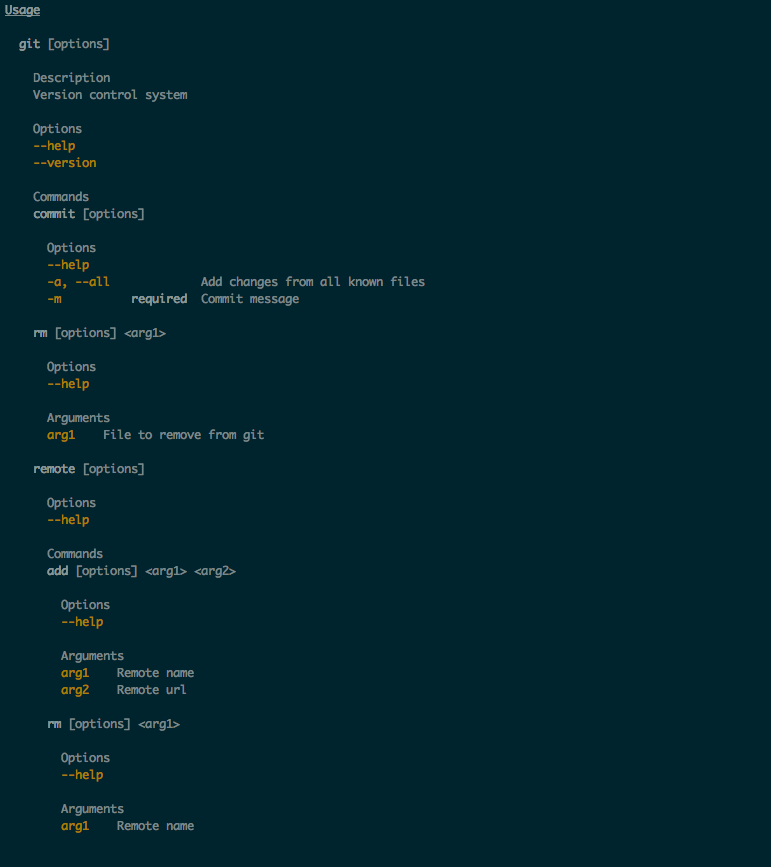 Usage
git [options]
Description
Version control system
Options
--help
--version
Commands
commit [options]
Options
--help
-a, --all Add changes from all known files
-m required Commit message
rm [options] <arg1>
Options
--help
Arguments
arg1 File to remove from git
remote [options]
Options
--help
Commands
add [options] <arg1> <arg2>
Options
--help
Arguments
arg1 Remote name
arg2 Remote url
rm [options] <arg1>
Options
--help
Arguments
arg1 Remote name